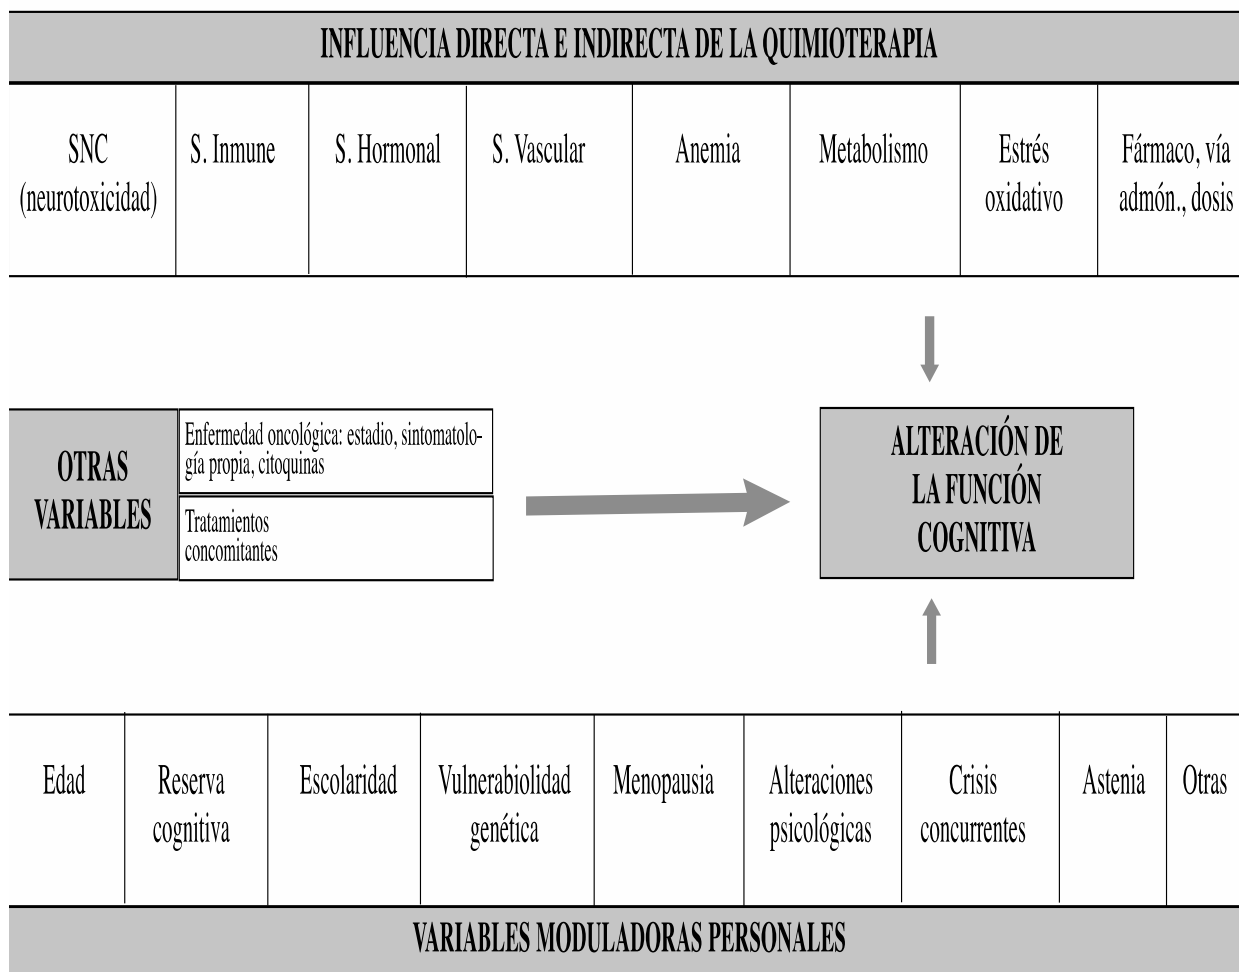 INFLUENCIA DIRECTA E INDIRECTA DE LA QUIMIOTERAPIA
SNC
(neurotoxicidad)
S. Inmune
S. Hormonal
S. Vascular
Anemia
Metabolismo
Estrés
oxidativo
Fármaco, vía
admón., dosis
OTRAS
VARIABLES
Enfermedad oncológica: estadio, sintomatolo-
gía propia, citoquinas
Tratamientos
concomitantes
ALTERACIÓN DE
LA FUNCIÓN
COGNITIVA
Edad
Reserva
cognitiva
Escolaridad
Vulnerabiolidad
genética
Menopausia
Alteraciones
psicológicas
Crisis
concurrentes
Astenia
Otras
VARIABLES MODULADORAS PERSONALES